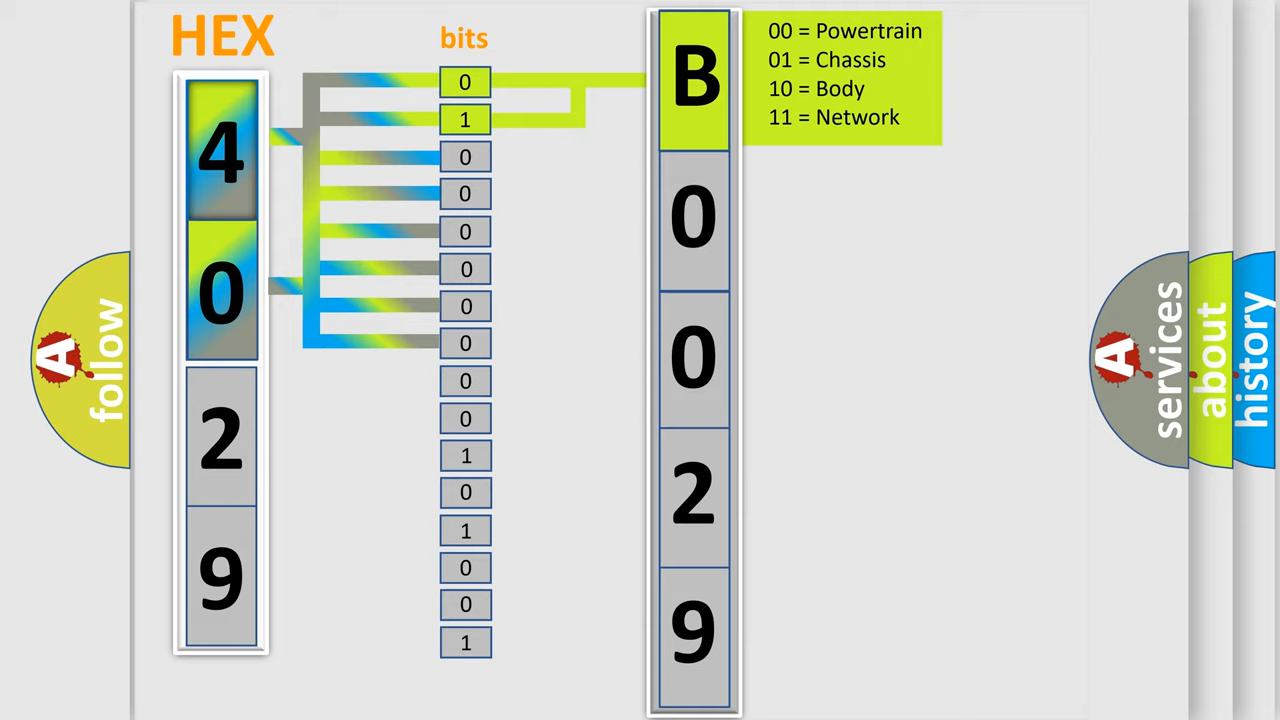 HEX
bits
4
0
2
9
0
1
0
0
0
0
0
0
0
0
1
0
1
0
0
1
B
0
0
2
9
00 = Powertrain
01 = Chassis
10 = Body
11 = Network
A
follow
A
services
about
history